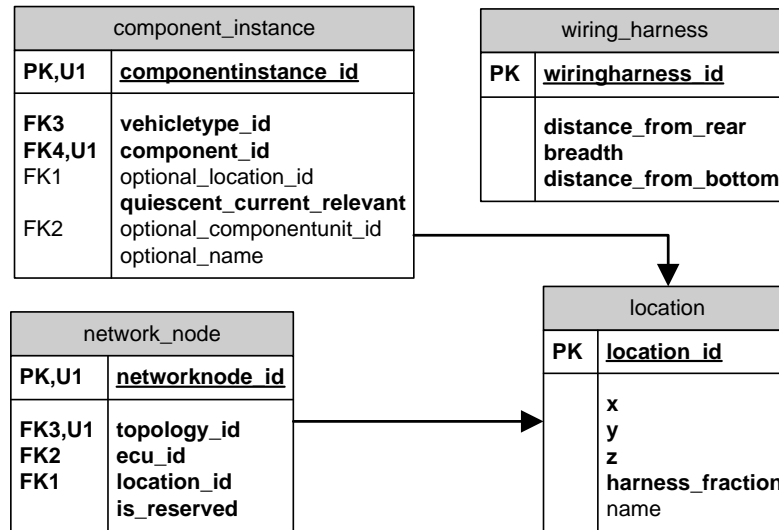 component_instance
PK,U1 componentinstance_id
FK3 vehicletype_id
FK4,U1 component_id
FK1 optional_location_id
quiescent_current_relevant
FK2 optional_componentunit_id
optional_name
wiring_harness
PK wiringharness_id
distance_from_rear
breadth
distance_from_bottom
network_node
PK,U1 networknode_id
FK3,U1 topology_id
FK2 ecu_id
FK1 location_id
is_reserved
location
PK location_id
x
y
z
harness_fraction
name